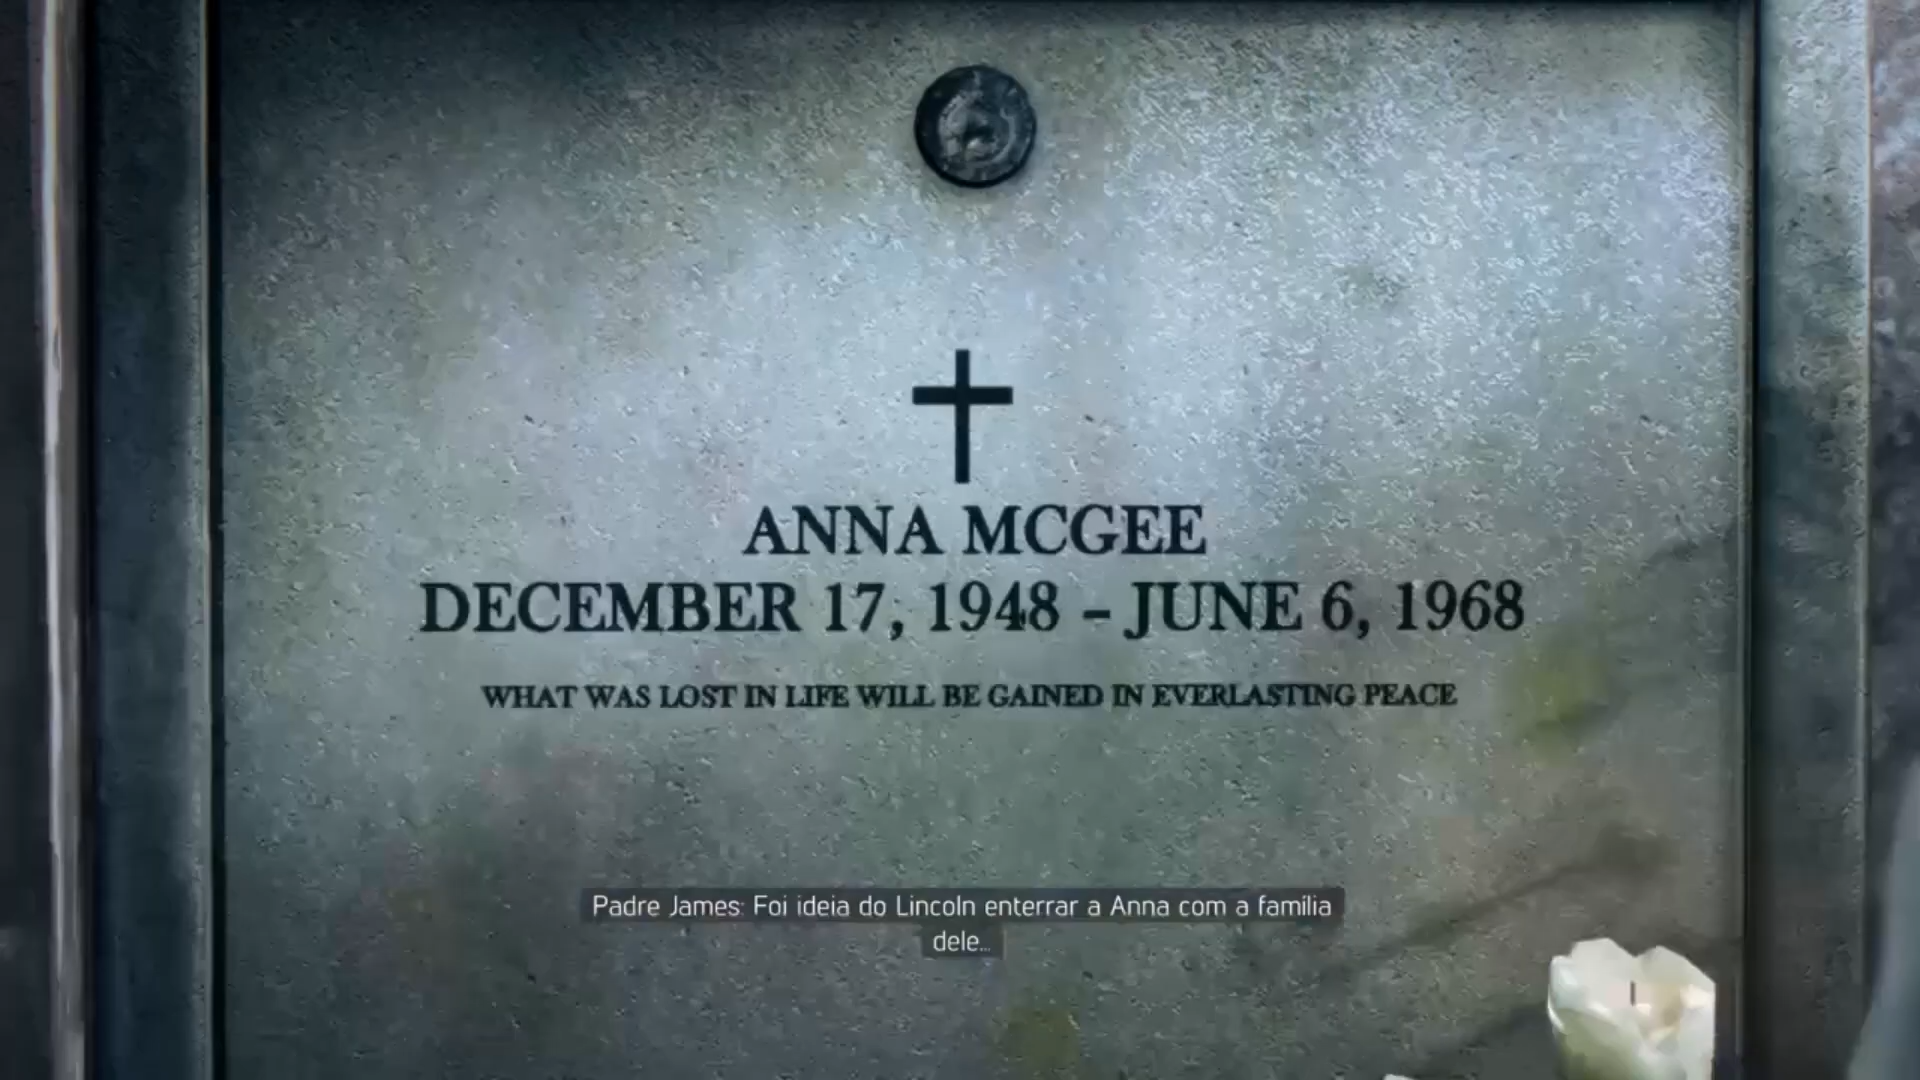 ANNA MCGEE
DECEMBER 17, 1948 – JUNE 6, 1968
WHAT WAS LOST IN LIFE WILL BE GAINED IN EVERLASTING PEACE
Padre James: Foi ideia do Lincoln enterrar a Anna com a família
dele...